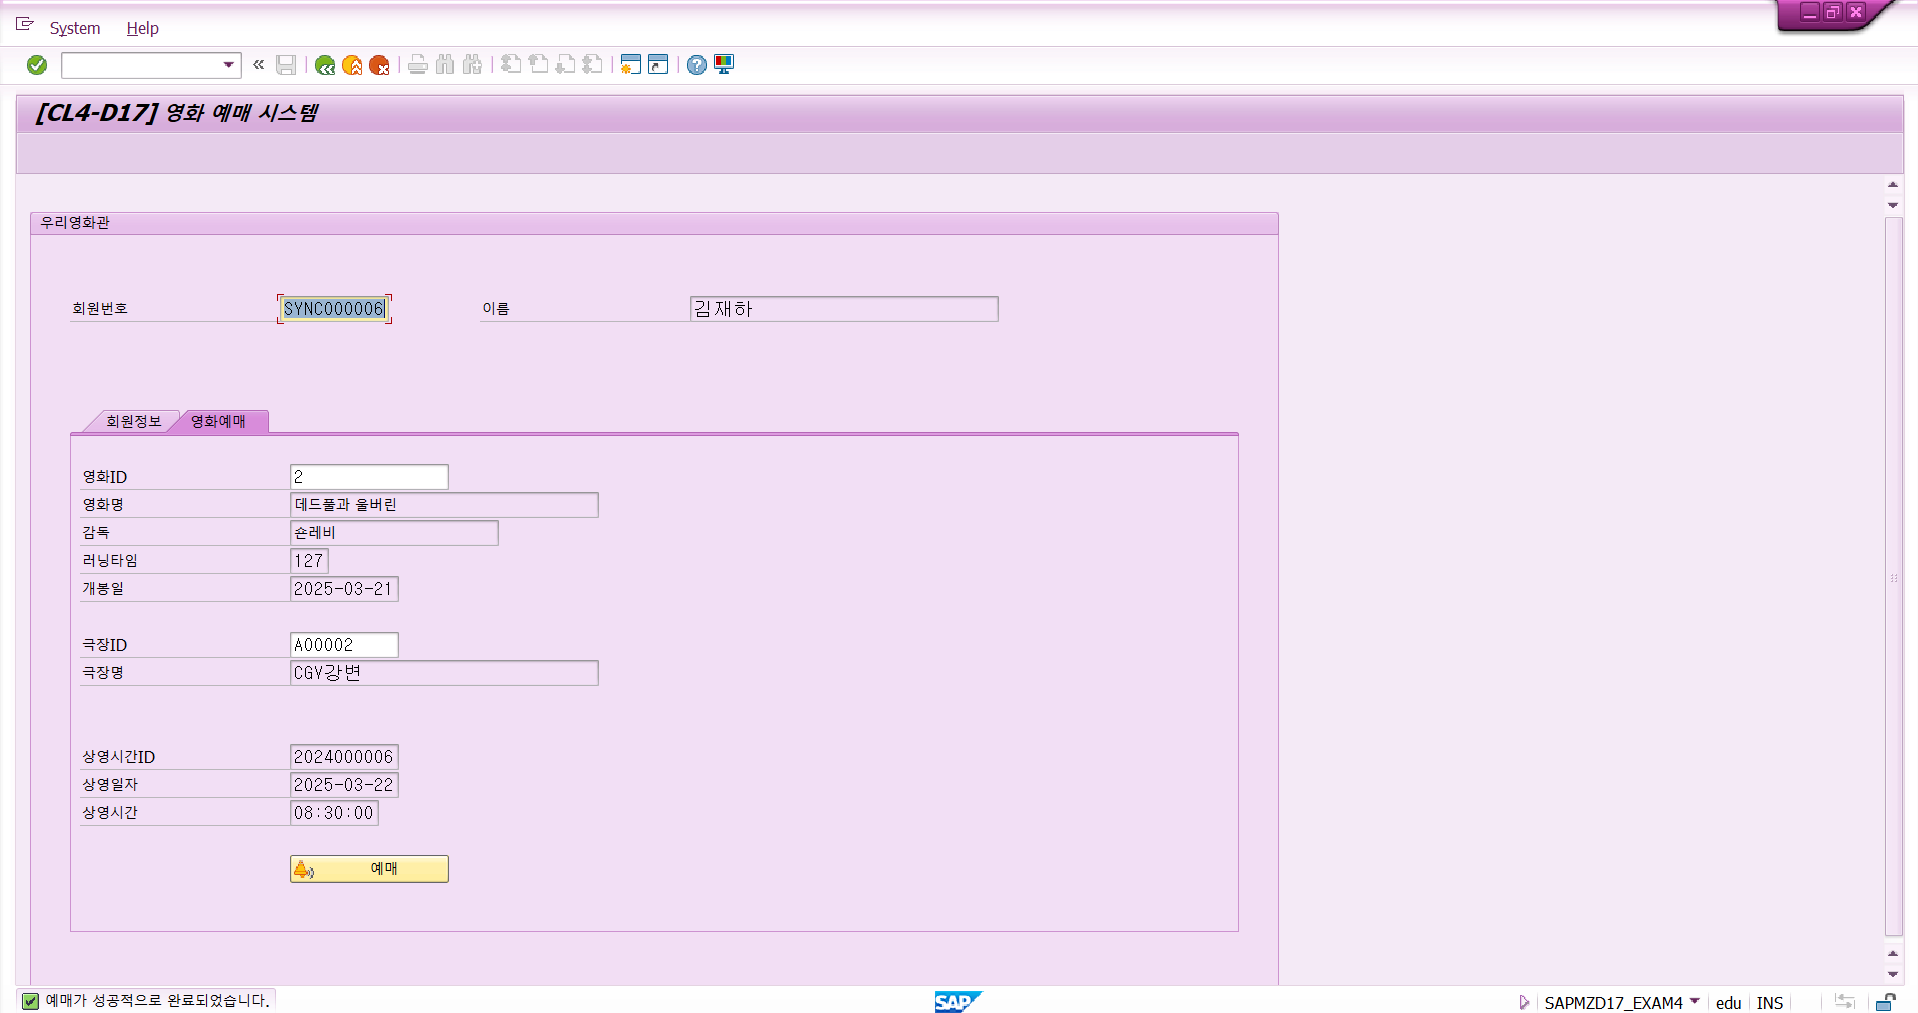 System Help
[CL4-D17] 영화 예매 시스템
우리영화관
회원번호 SYNC000006 이름 김재하
회원정보 영화예매
영화ID 2
영화명 데드풀과 울버린
감독 숀레비
러닝타임 127
개봉일 2025-03-21
극장ID A00002
극장명 CGV강변
상영시간ID 2024000006
상영일자 2025-03-22
상영시간 08:30:00
예매
예매가 성공적으로 완료되었습니다.
SAP
SAPMZD17_EXAM4 edu INS